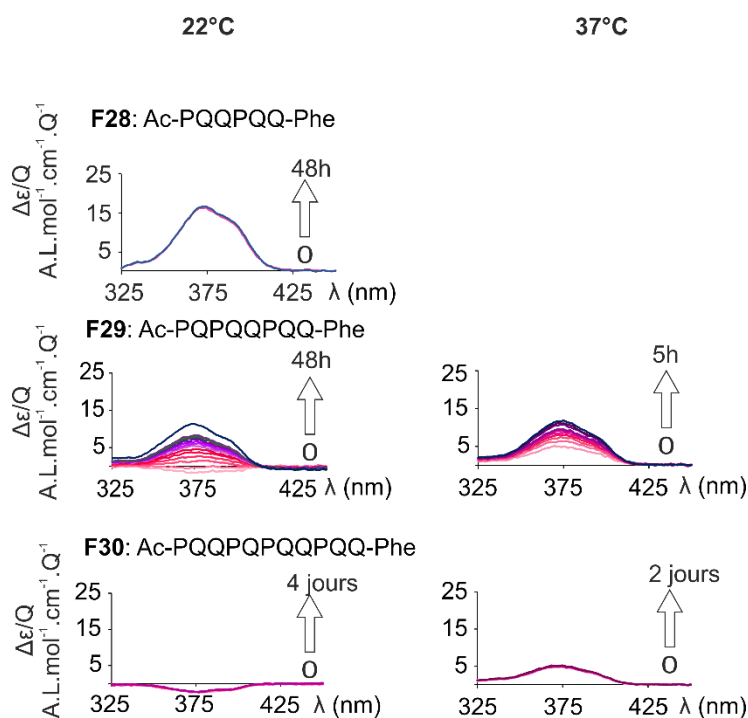 22°C
37°C
F28: Ac-PQQPQQ-Phe
Δε/Q
A.L.mol⁻¹.cm⁻¹.Q⁻¹
25
15
5
48h
0
325 375 425 λ (nm)
F29: Ac-PQPQQPQQ-Phe
Δε/Q
A.L.mol⁻¹.cm⁻¹.Q⁻¹
25
15
5
48h
0
325 375 425 λ (nm)
25
15
5
5h
0
325 375 425 λ (nm)
F30: Ac-PQQPQPQQPQQ-Phe
Δε/Q
A.L.mol⁻¹.cm⁻¹.Q⁻¹
25
15
5
4 jours
0
325 375 425 λ (nm)
25
15
5
2 jours
0
325 375 425 λ (nm)